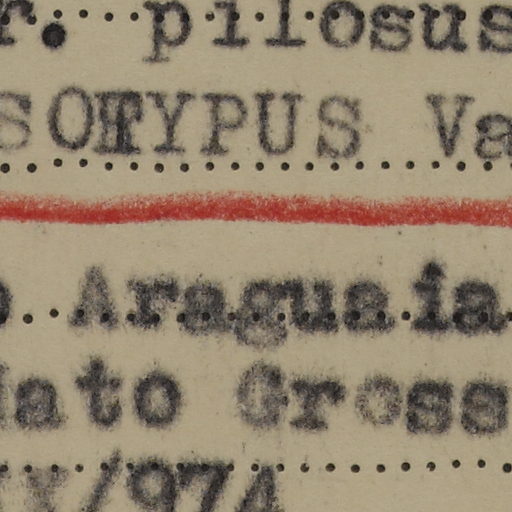 r. pilosus
SOTYPUS Va
Araguaia
ato Gross
/974